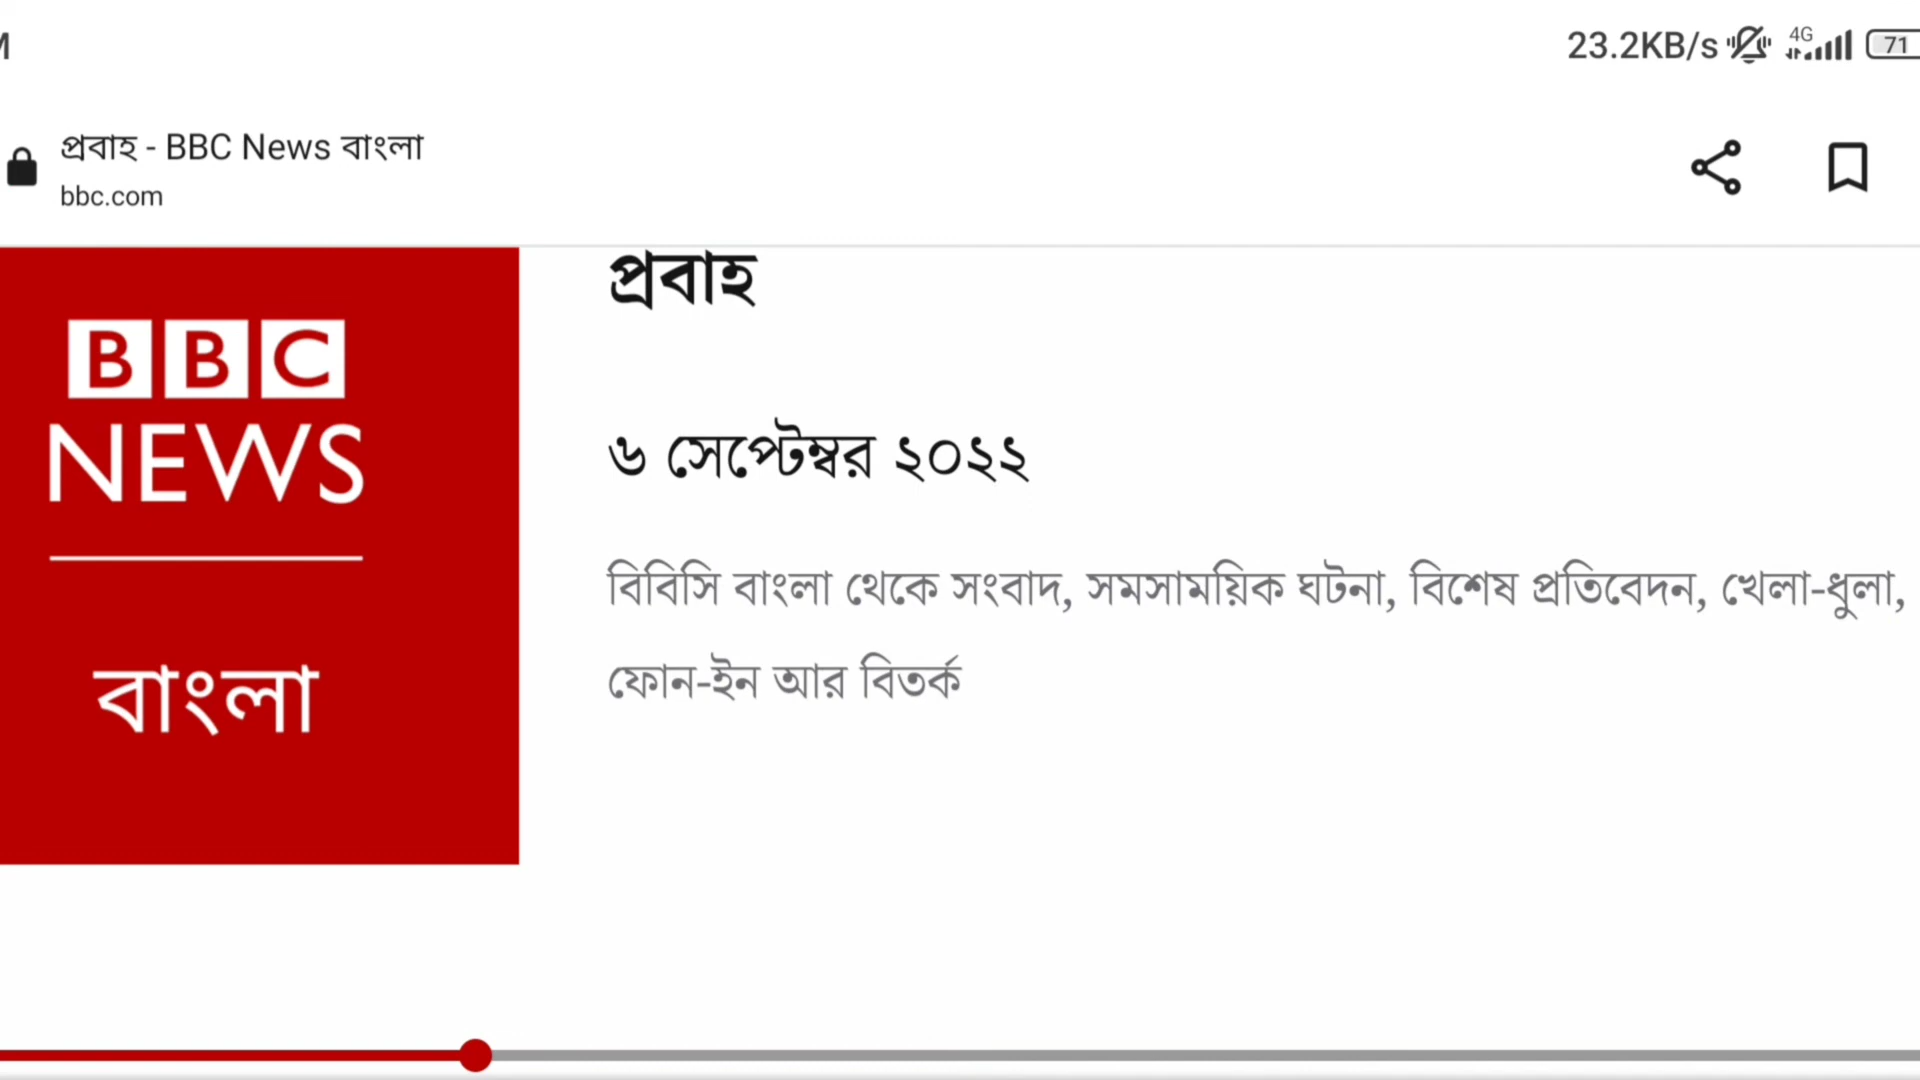 23.2KB/s 4G 71
প্রবাহ - BBC News বাংলা
bbc.com
প্রবাহ
BBC
NEWS
বাংলা
৬ সেপ্টেম্বর ২০২২
বিবিসি বাংলা থেকে সংবাদ, সমসাময়িক ঘটনা, বিশেষ প্রতিবেদন, খেলা-ধুলা,
ফোন-ইন আর বিতর্ক